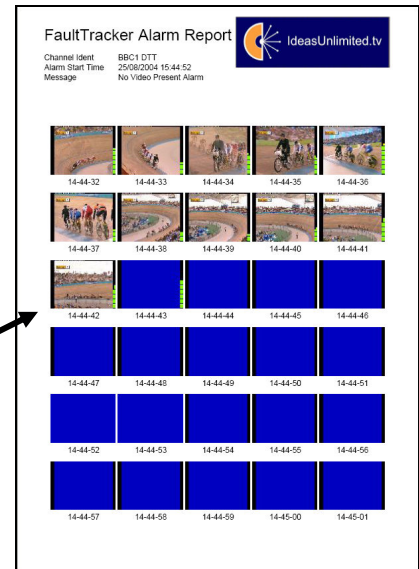 FaultTracker Alarm Report
IdeasUnlimited.tv
Channel Ident BBC1 DTT
Alarm Start Time 25/08/2004 15:44:52
Message No Video Present Alarm
14-44-32 14-44-33 14-44-34 14-44-35 14-44-36
14-44-37 14-44-38 14-44-39 14-44-40 14-44-41
14-44-42 14-44-43 14-44-44 14-44-45 14-44-46
14-44-47 14-44-48 14-44-49 14-44-50 14-44-51
14-44-52 14-44-53 14-44-54 14-44-55 14-44-56
14-44-57 14-44-58 14-44-59 14-45-00 14-45-01